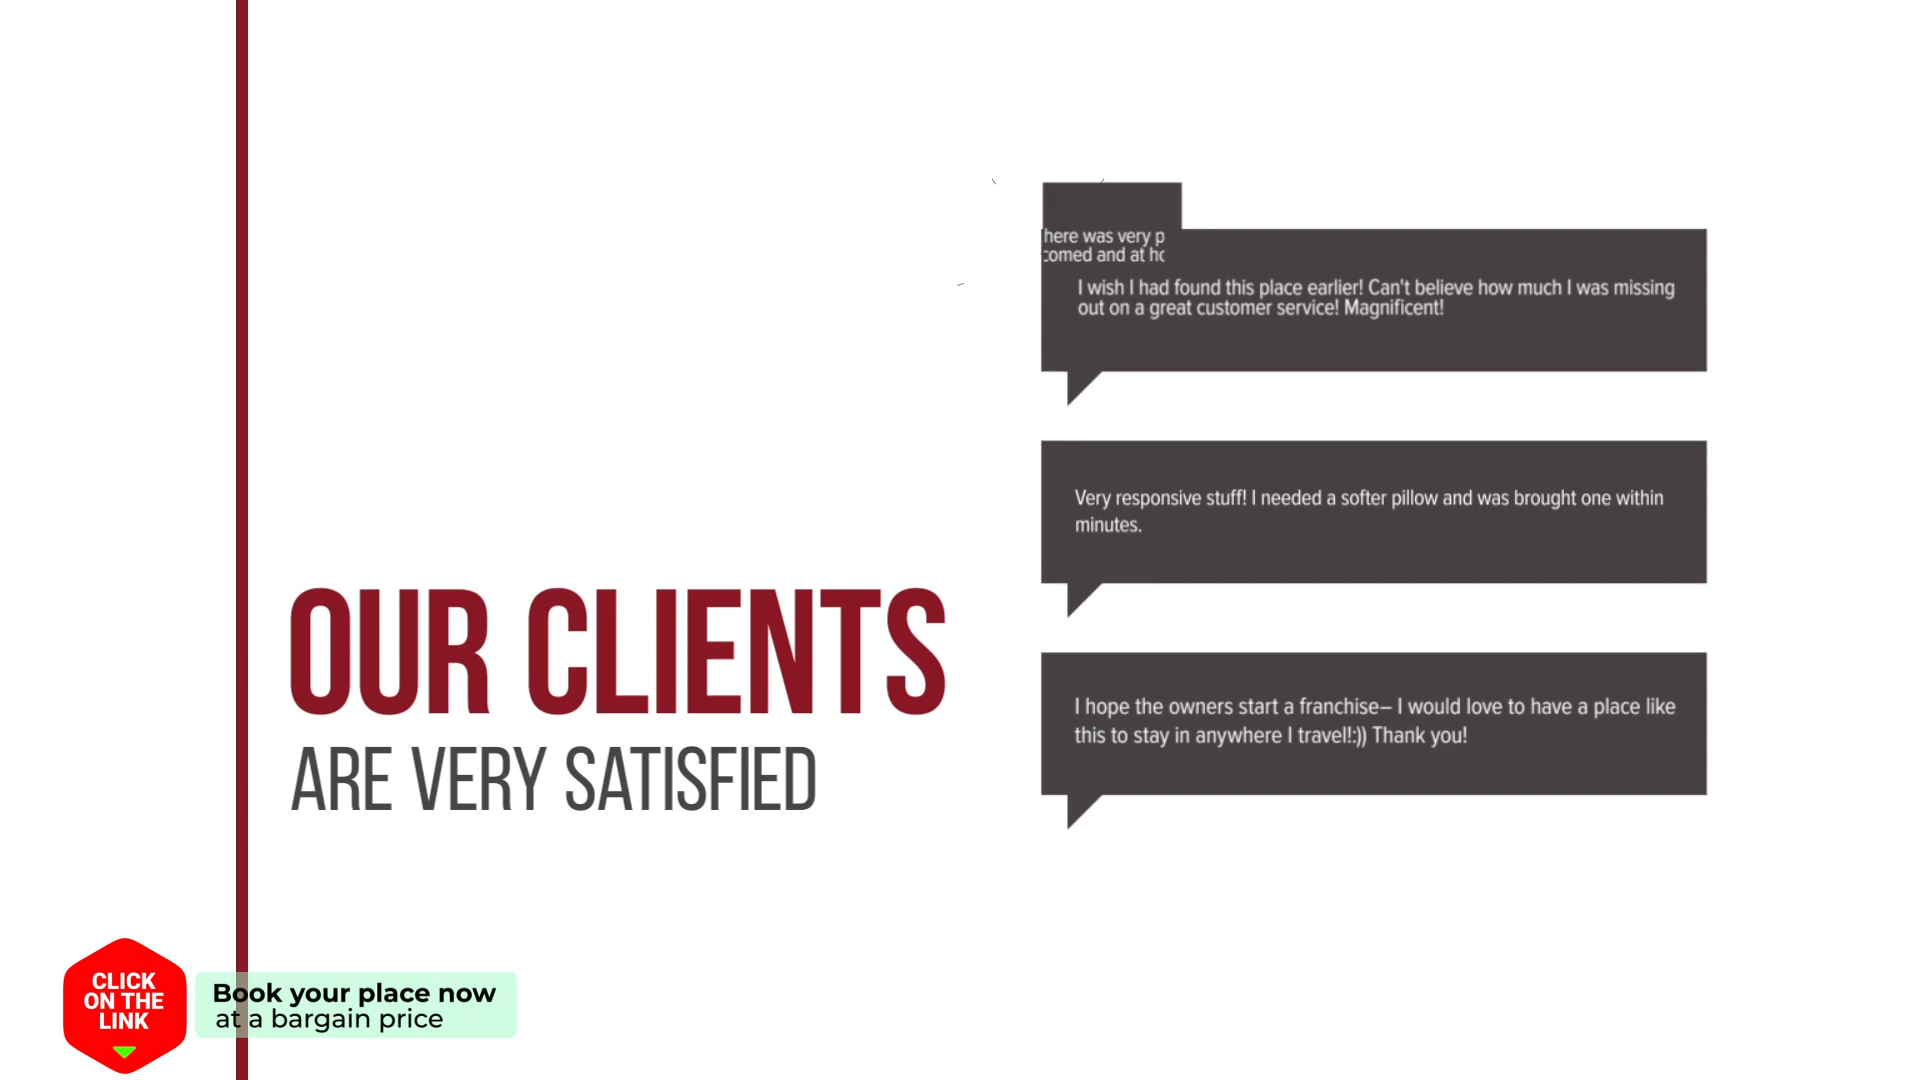 here was very
and at
I wish I had found this place earlier! Can't believe how much I was missing
out on a great customer service! Magnificent!
Very responsive stuff! I needed a softer pillow and was brought one within
minutes.
I hope the owners start a franchise– I would love to have a place like
this to stay in anywhere I travel!:)) Thank you!
OUR CLIENTS
ARE VERY SATISFIED
CLICK
ON THE
LINK
Book your place now
at a bargain price